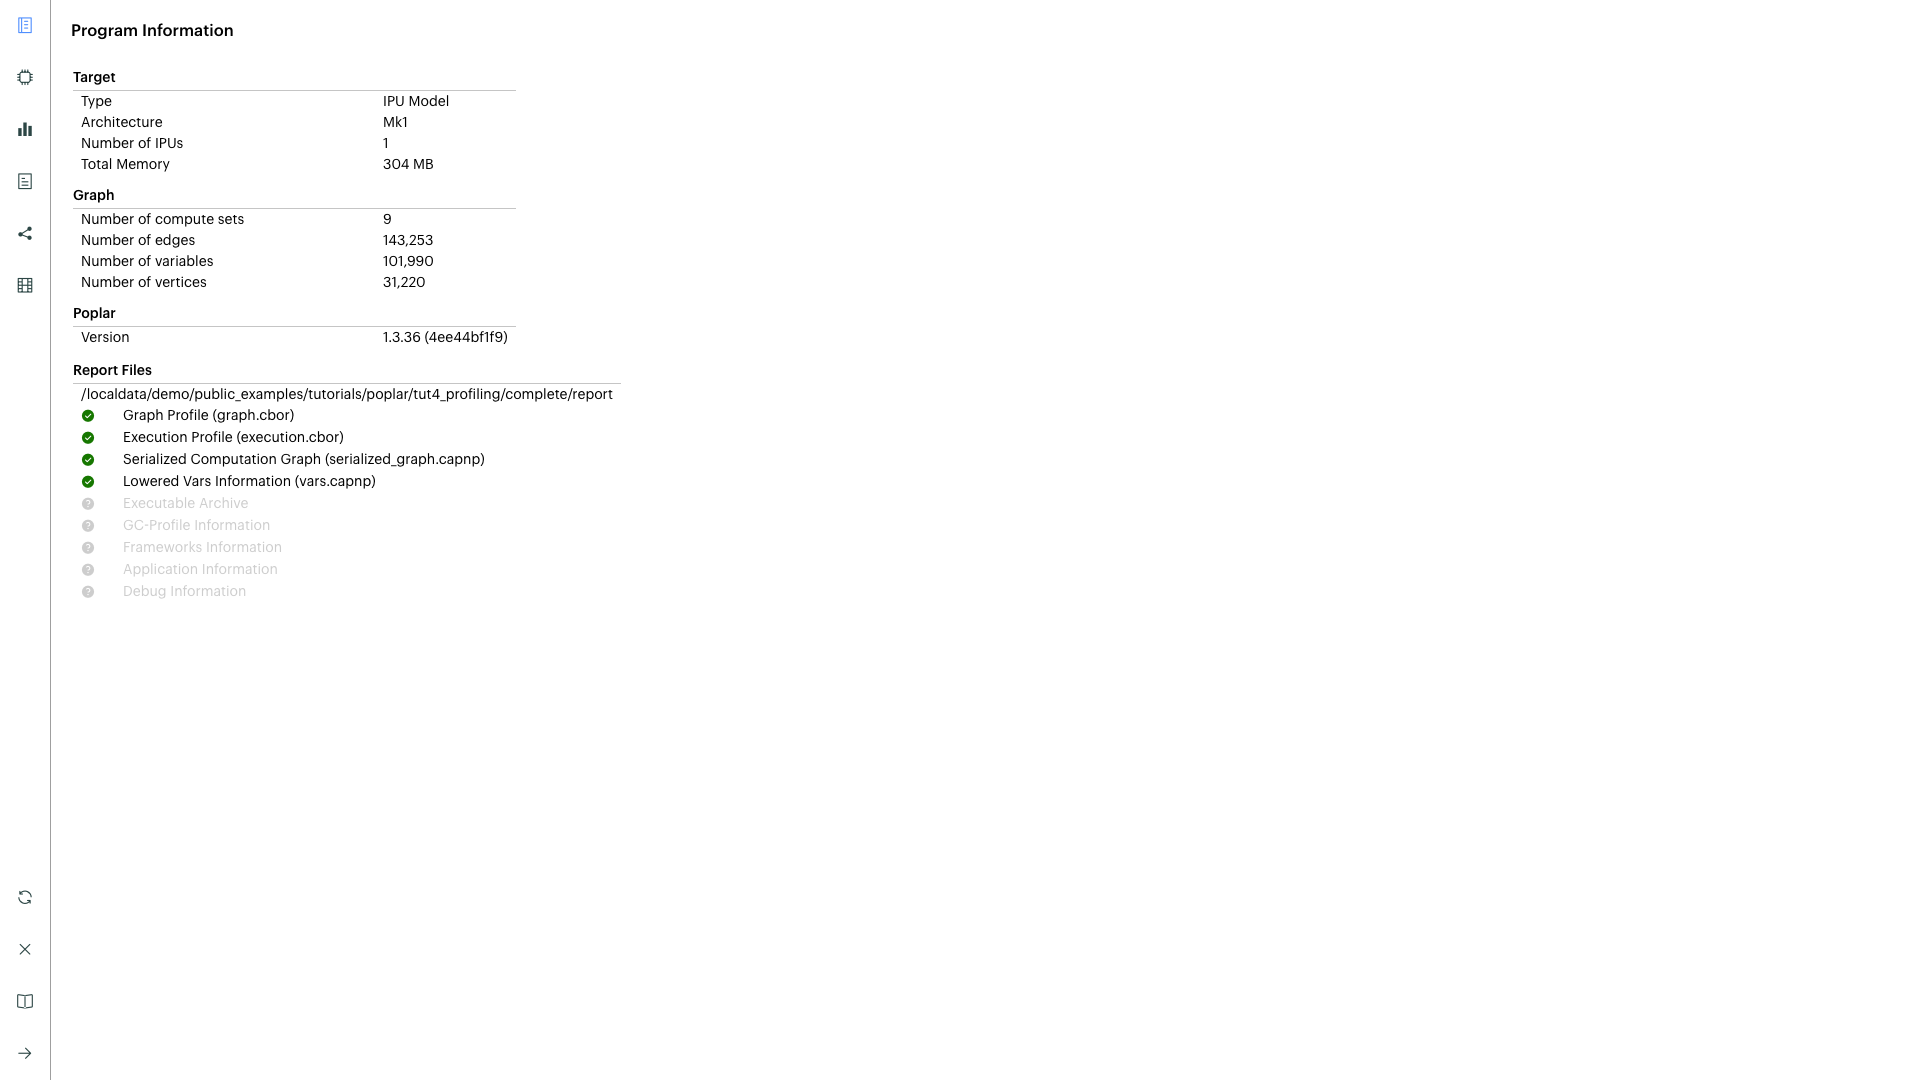 Program Information
Target
Type IPU Model
Architecture Mk1
Number of IPUs 1
Total Memory 304 MB
Graph
Number of compute sets 9
Number of edges 143,253
Number of variables 101,990
Number of vertices 31,220
Poplar
Version 1.3.36 (4ee44bf1f9)
Report Files
/localdata/demo/public_examples/tutorials/poplar/tut4_profiling/complete/report
Graph Profile (graph.cbor)
Execution Profile (execution.cbor)
Serialized Computation Graph (serialized_graph.capnp)
Lowered Vars Information (vars.capnp)
? Executable Archive
? GC-Profile Information
? Frameworks Information
? Application Information
? Debug Information